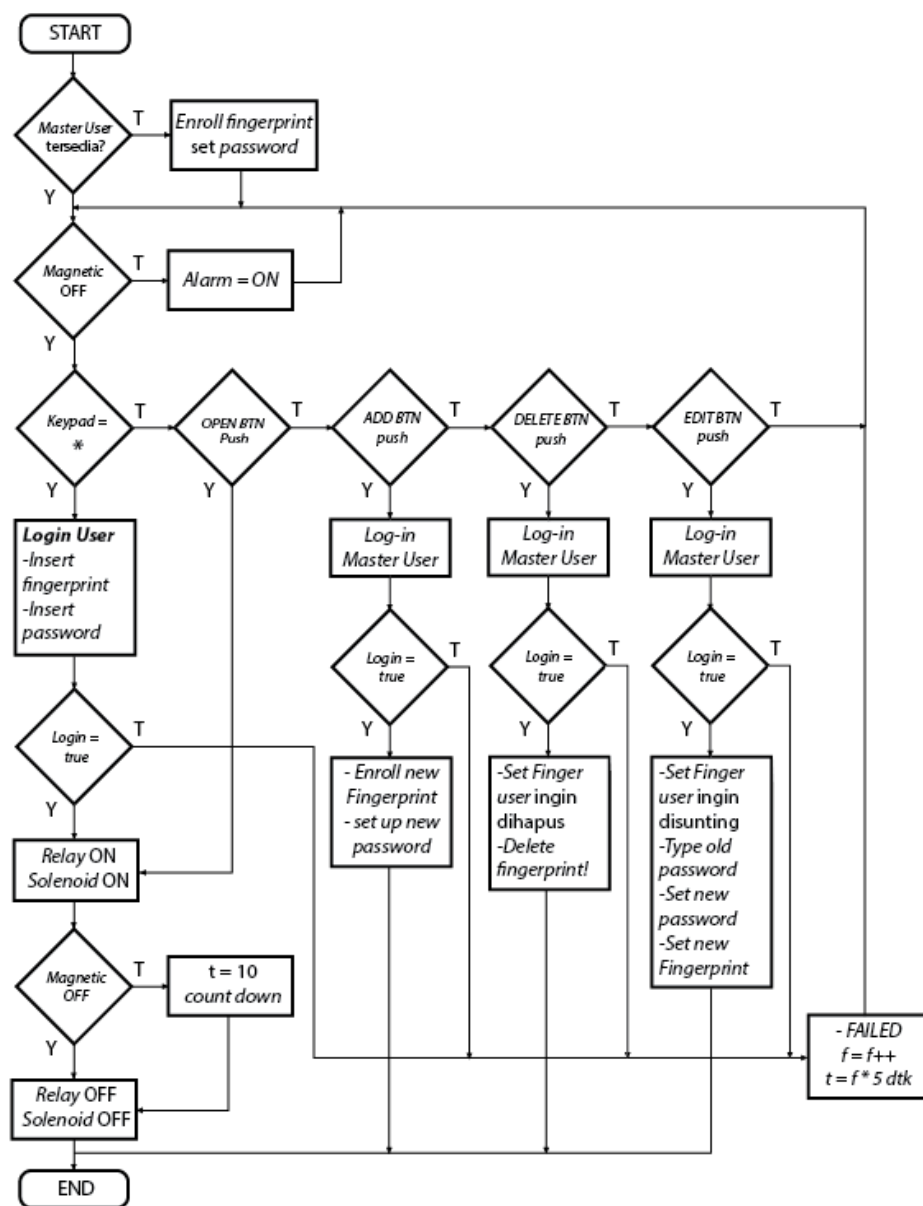 START
Master User
tersedia?
T
Y
Enroll fingerprint
set password
Magnetic
OFF
T
Y
Alarm = ON
Keypad =
*
T
Y
OPEN BTN
Push
T
Y
ADD BTN
push
T
Y
DELETE BTN
push
T
Y
EDIT BTN
push
T
Y
Login User
-Insert
fingerprint
-Insert
password
Log-in
Master User
Log-in
Master User
Log-in
Master User
Login =
true
T
Y
Login =
true
T
Y
Login =
true
T
Y
Login =
true
T
Y
- Enroll new
Fingerprint
- set up new
password
-Set Finger
user ingin
dihapus
-Delete
fingerprint!
-Set Finger
user ingin
disunting
-Type old
password
-Set new
password
-Set new
Fingerprint
Relay ON
Solenoid ON
Magnetic
OFF
T
Y
t = 10
count down
- FAILED
f = f++
t = f * 5 dtk
Relay OFF
Solenoid OFF
END